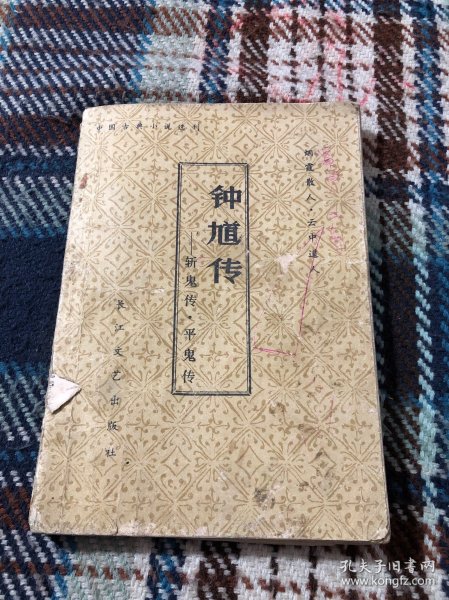 中国古典小说选刊
烟霞散人·云中道人
钟馗传
——斩鬼传·平鬼传
长江文艺出版社
孔夫子旧书网
www.kongfz.com